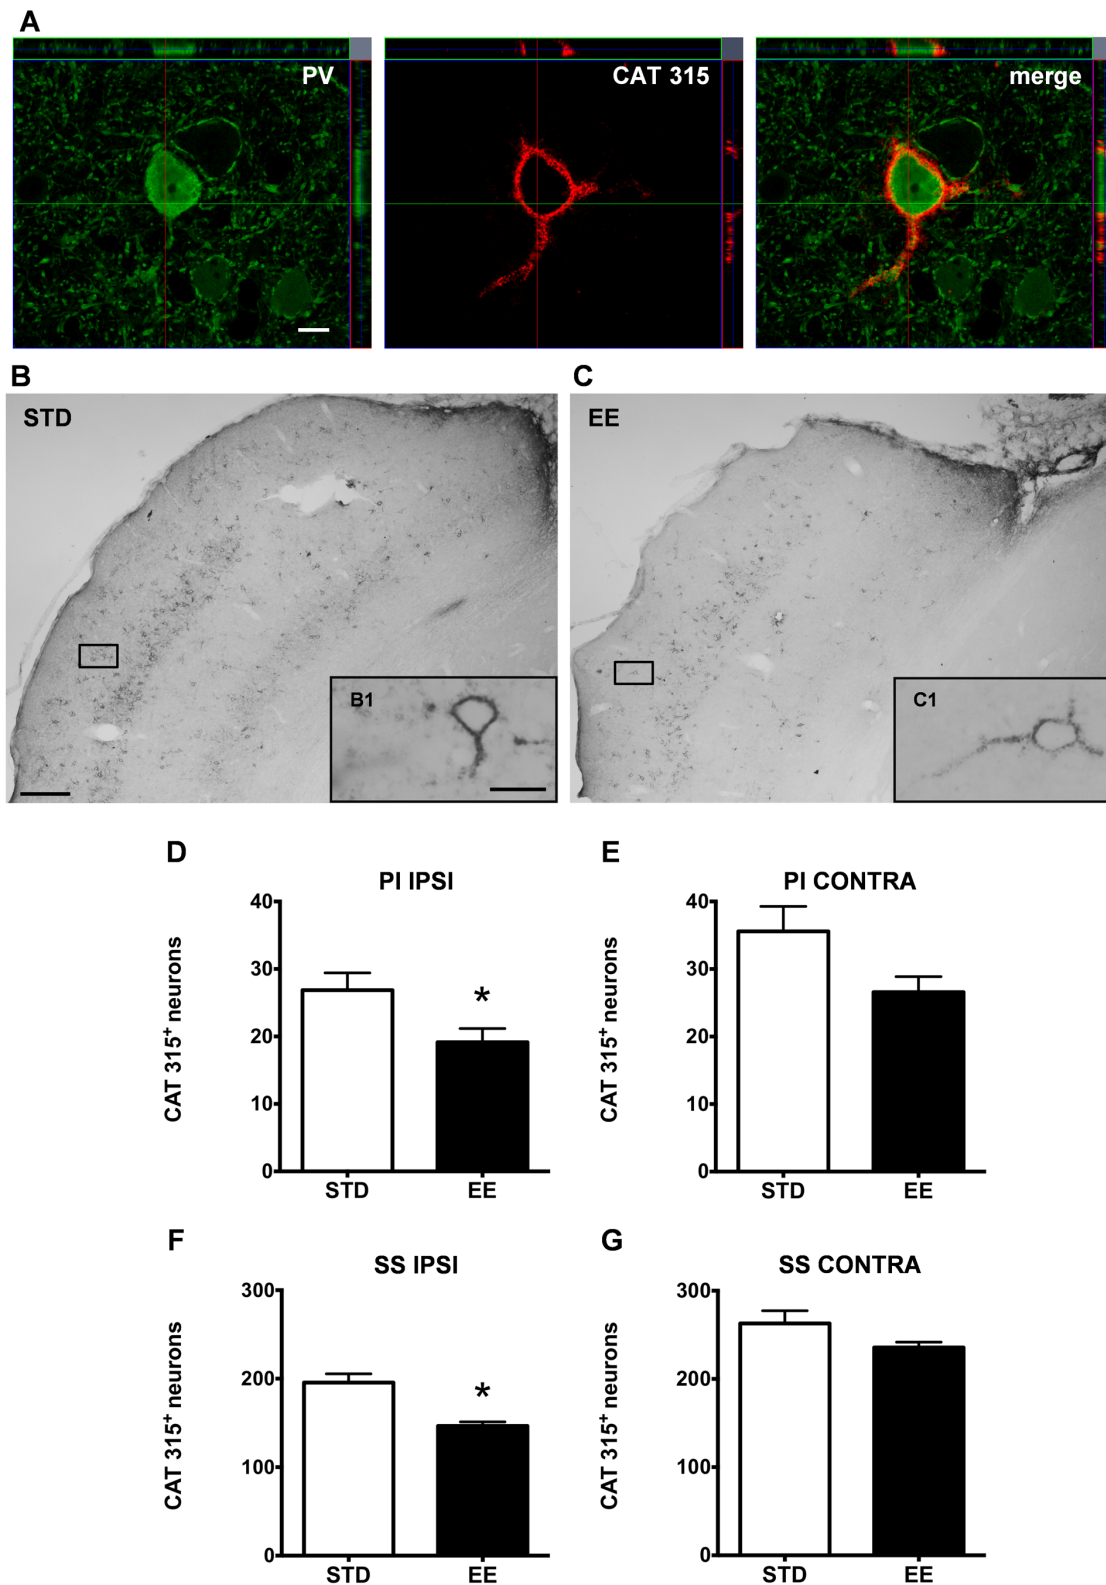 A
PV
CAT 315
merge
B
C
STD
EE
B1
C1
D
E
PI IPSI
PI CONTRA
CAT 315⁺ neurons
40
30
20
10
0
STD
EE
*
CAT 315⁺ neurons
40
30
20
10
0
STD
EE
F
G
SS IPSI
SS CONTRA
CAT 315⁺ neurons
300
200
100
0
STD
EE
*
CAT 315⁺ neurons
300
200
100
0
STD
EE